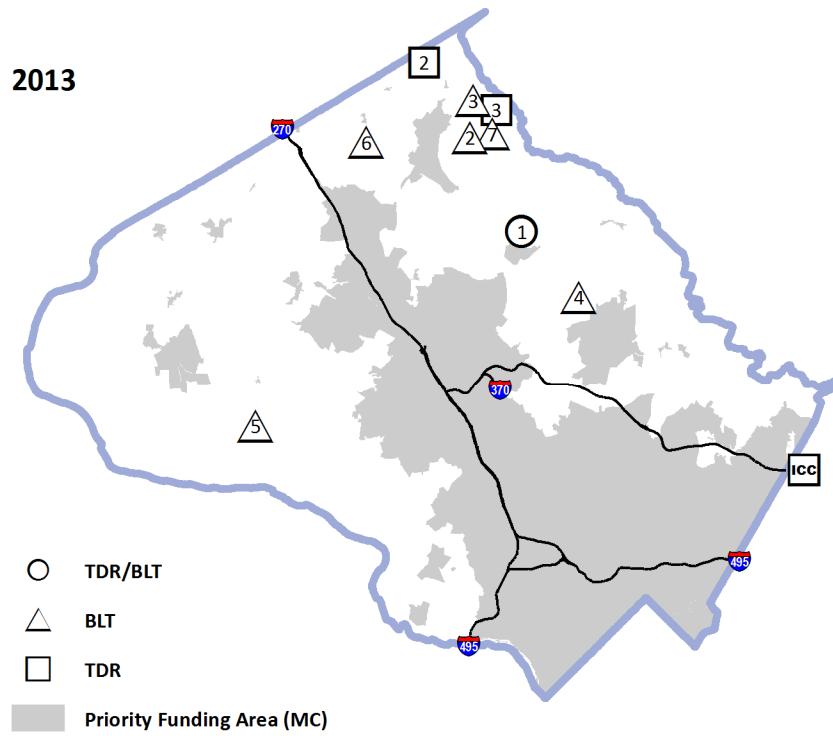 2
2013
3
3
270
6
2
7
1
4
370
5
ICC
495
TDR/BLT
BLT
495
TDR
Priority Funding Area (MC)